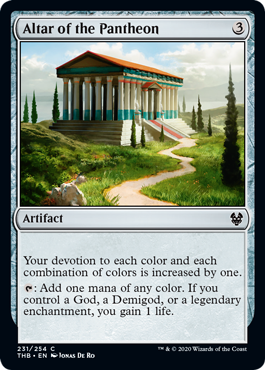 Altar of the Pantheon 3
Artifact
Your devotion to each color and each
combination of colors is increased by one.
: Add one mana of any color. If you
control a God, a Demigod, or a legendary
enchantment, you gain 1 life.
231/254 C
THB • EN Jonas De Ro
™ & © 2020 Wizards of the Coast